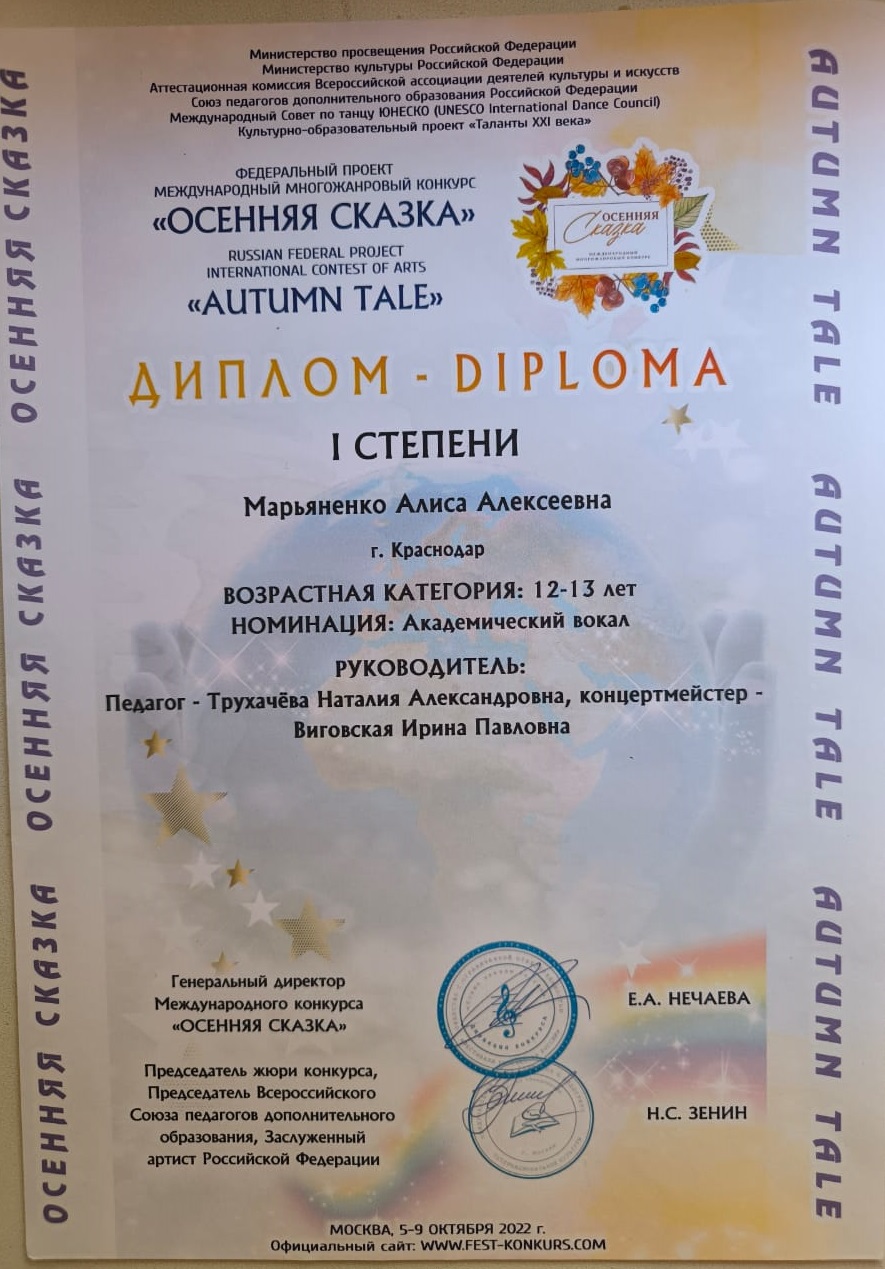 Министерство просвещения Российской Федерации
Министерство культуры Российской Федерации
Аттестационная комиссия Всероссийской ассоциации деятелей культуры и искусств
Союз педагогов дополнительного образования Российской Федерации
Международный Совет по танцу ЮНЕСКО (UNESCO International Dance Council)
Культурно-образовательный проект «Таланты XXI века»
ФЕДЕРАЛЬНЫЙ ПРОЕКТ
МЕЖДУНАРОДНЫЙ МНОГОЖАНРОВЫЙ КОНКУРС
«ОСЕННЯЯ СКАЗКА»
RUSSIAN FEDERAL PROJECT
INTERNATIONAL CONTEST OF ARTS
«AUTUMN TALE»
ОСЕННЯЯ
Сказка
МЕЖДУНАРОДНЫЙ
МНОГОЖАНРОВЫЙ КОНКУРС
ДИПЛОМ - DIPLOMA
I СТЕПЕНИ
Марьяненко Алиса Алексеевна
г. Краснодар
ВОЗРАСТНАЯ КАТЕГОРИЯ: 12-13 лет
НОМИНАЦИЯ: Академический вокал
РУКОВОДИТЕЛЬ:
Педагог - Трухачёва Наталия Александровна, концертмейстер -
Виговская Ирина Павловна
Генеральный директор
Международного конкурса
«ОСЕННЯЯ СКАЗКА»
Е.А. НЕЧАЕВА
Председатель жюри конкурса,
Председатель Всероссийского
Союза педагогов дополнительного
образования, Заслуженный
артист Российской Федерации
Н.С. ЗЕНИН
МОСКВА, 5-9 ОКТЯБРЯ 2022 г.
Официальный сайт: WWW.FEST-KONKURS.COM
ОСЕННЯЯ СКАЗКА ОСЕННЯЯ СКАЗКА ОСЕННЯЯ СКАЗКА
AUTUMN TALE AUTUMN TALE AUTUMN TALE